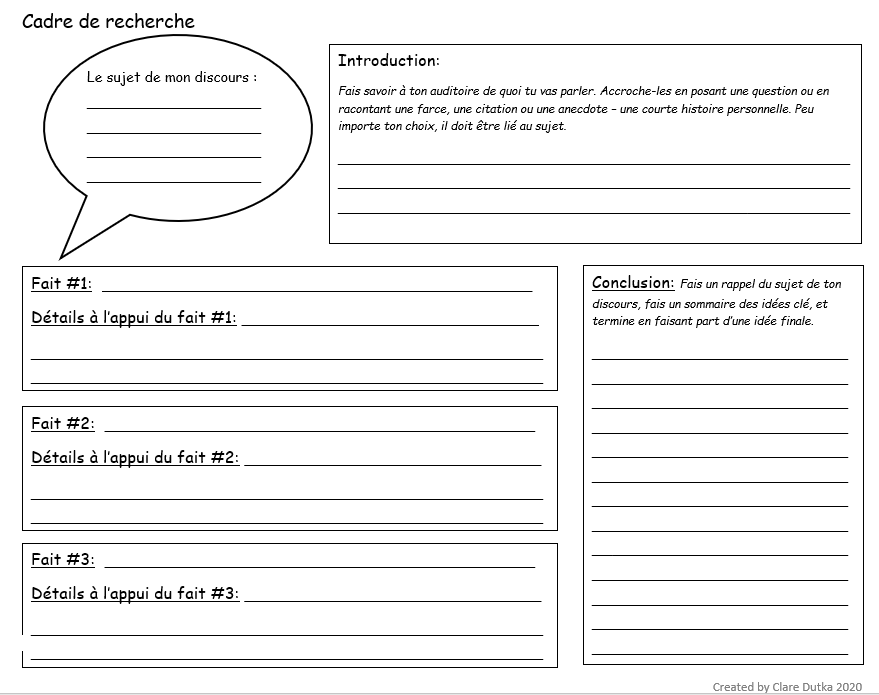 Cadre de recherche
Le sujet de mon discours :
Introduction:
Fais savoir à ton auditoire de quoi tu vas parler. Accroche-les en posant une question ou en
racontant une farce, une citation ou une anecdote – une courte histoire personnelle. Peu
importe ton choix, il doit être lié au sujet.
Fait #1:
Détails à l'appui du fait #1:
Fait #2:
Détails à l'appui du fait #2:
Fait #3:
Détails à l'appui du fait #3:
Conclusion: Fais un rappel du sujet de ton
discours, fais un sommaire des idées clé, et
termine en faisant part d'une idée finale.
Created by Clare Dutka 2020